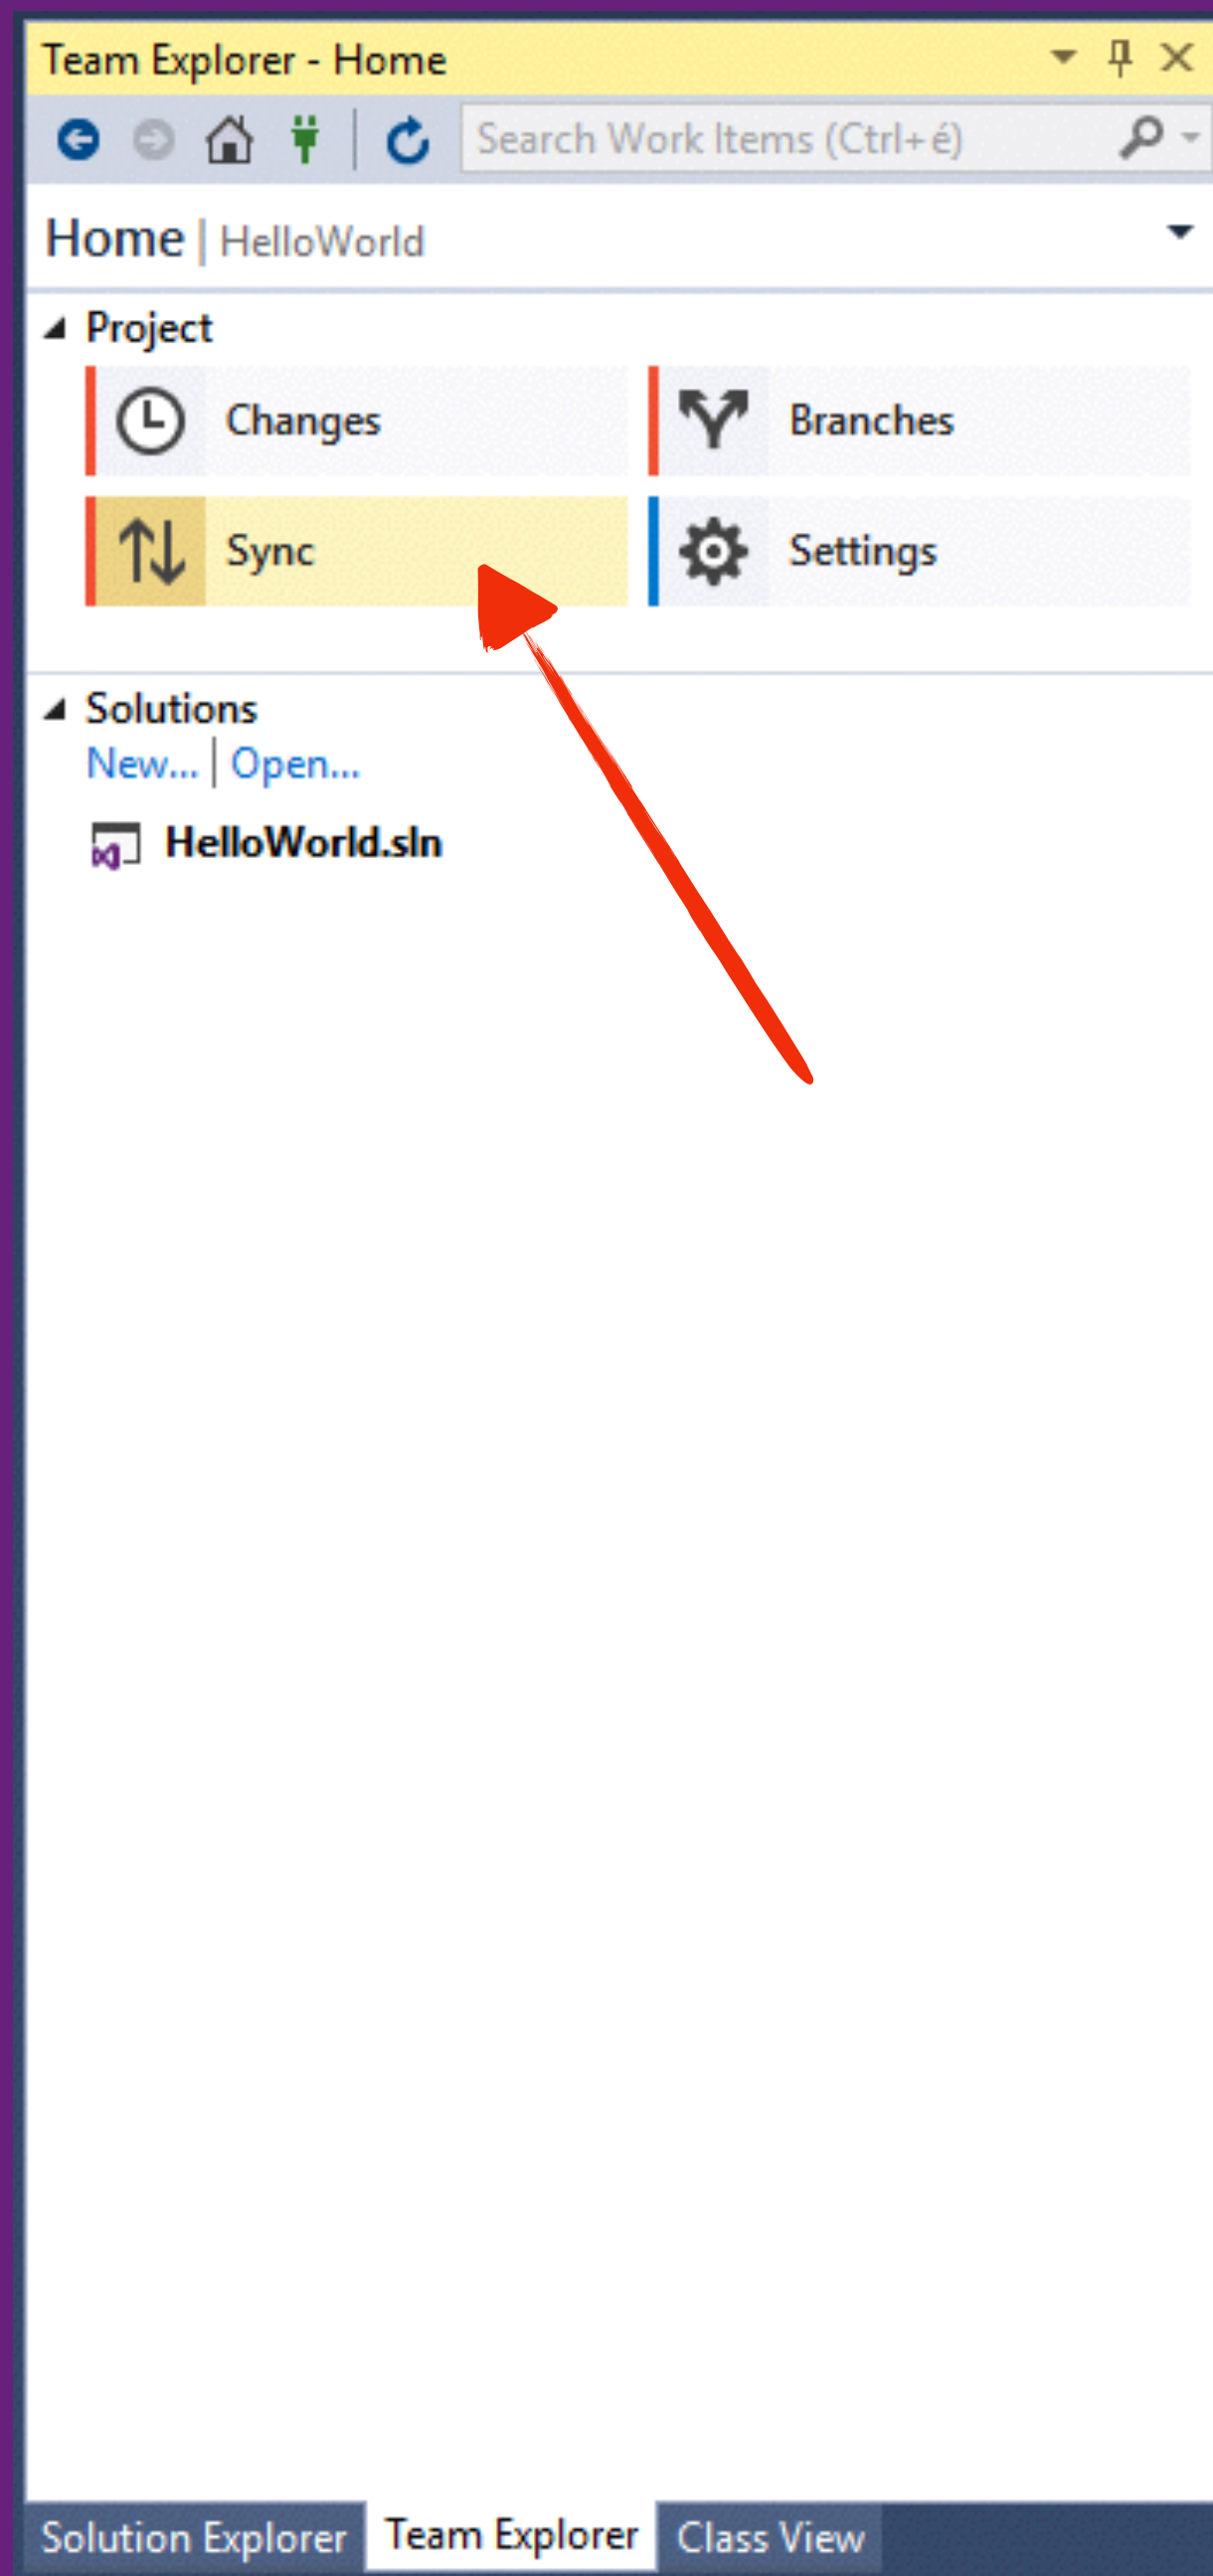 Team Explorer - Home
Search Work Items (Ctrl+é)
Home | HelloWorld
Project
Changes
Branches
Sync
Settings
Solutions
New... | Open...
HelloWorld.sln
Solution Explorer
Team Explorer
Class View